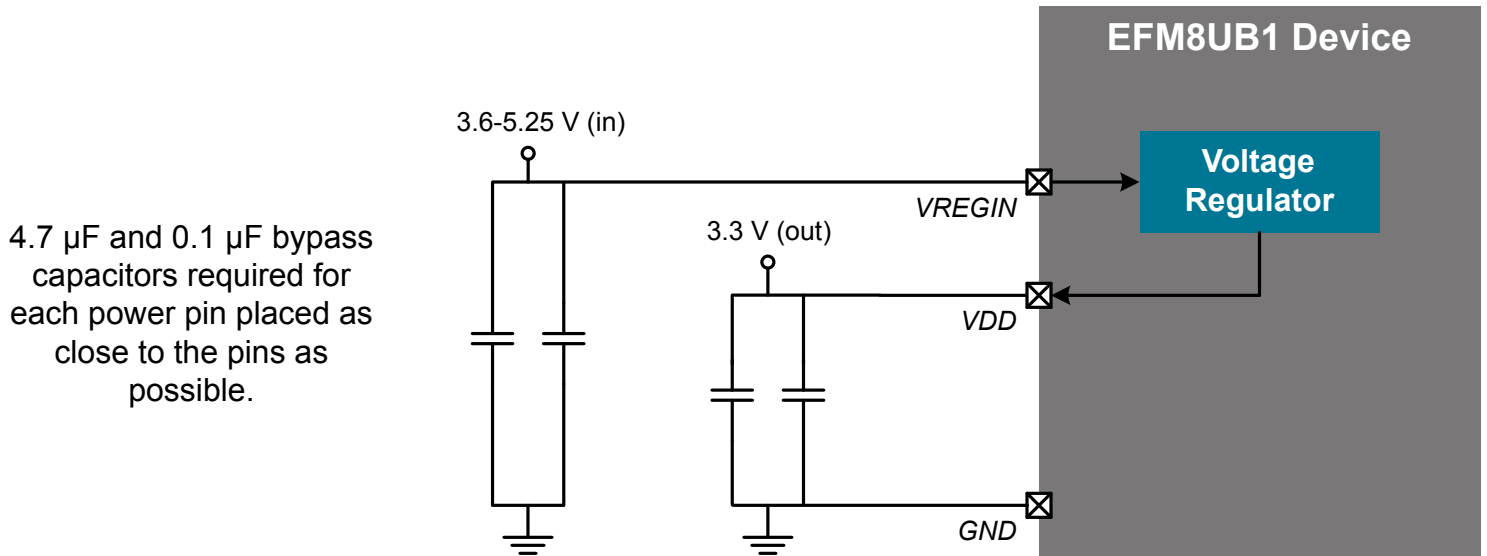 EFM8UB1 Device
3.6-5.25 V (in)
Voltage
Regulator
VREGIN
3.3 V (out)
4.7 µF and 0.1 µF bypass
capacitors required for
each power pin placed as
close to the pins as
possible.
VDD
GND